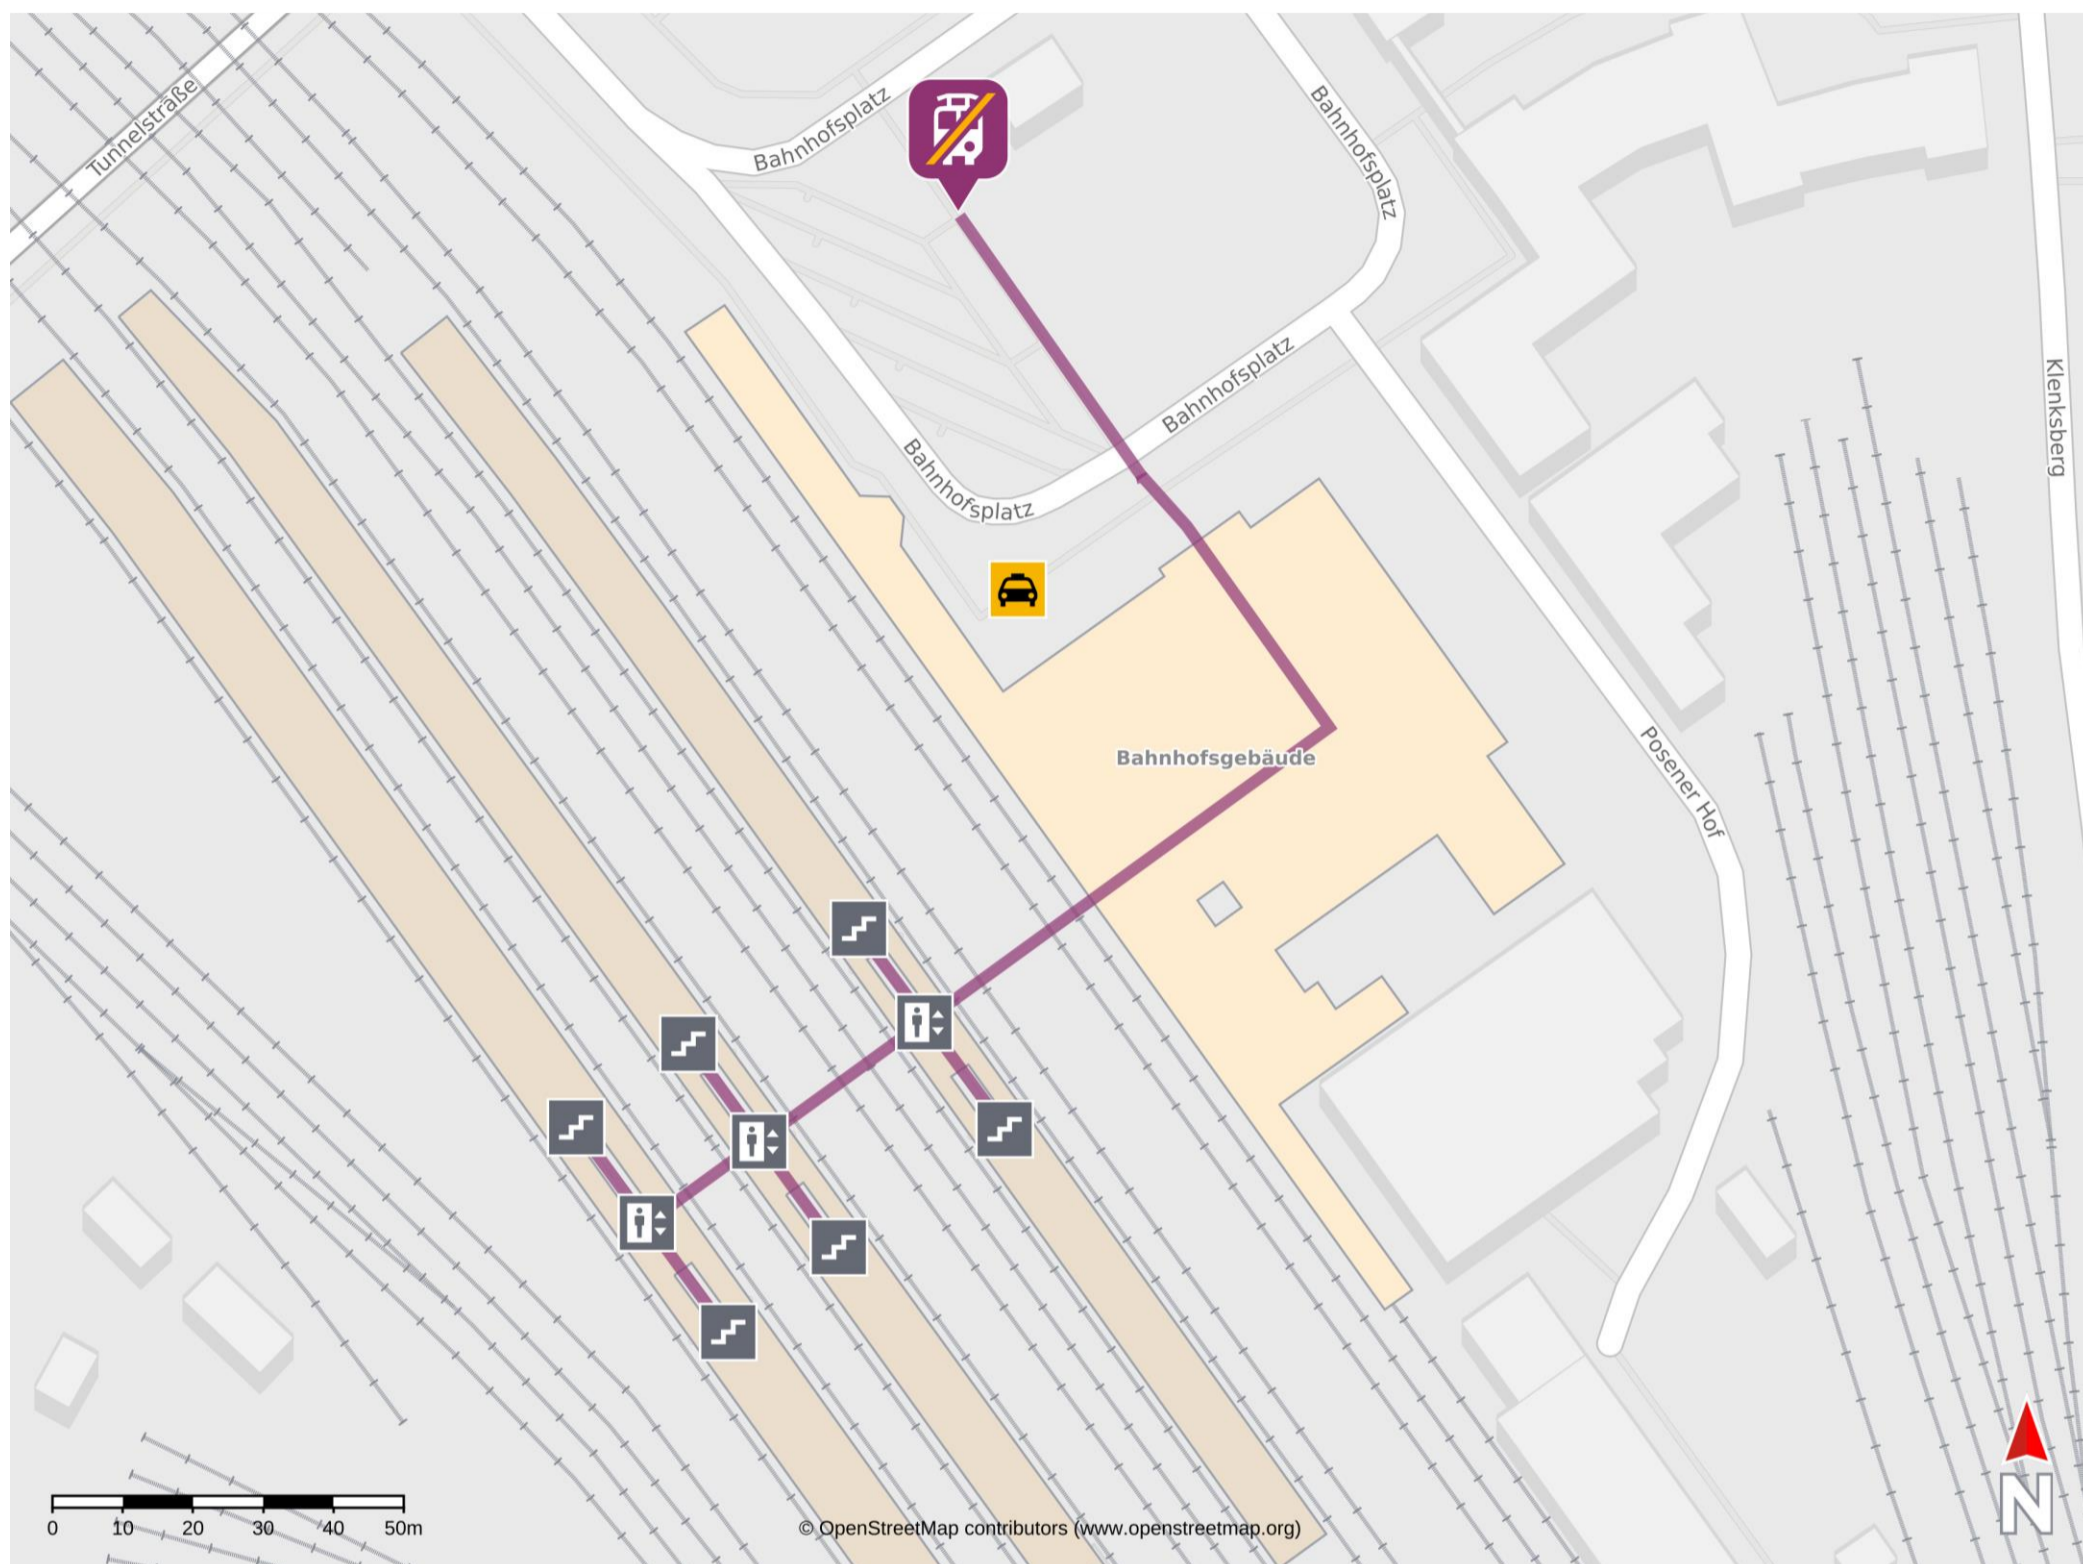 Tunnelstraße
Bahnhofsplatz
Bahnhofsplatz
Bahnhofsplatz
Bahnhofsplatz
Klenksberg
Bahnhofsgebäude
Posener Hof
0 10 20 30 40 50m
© OpenStreetMap contributors (www.openstreetmap.org)
N